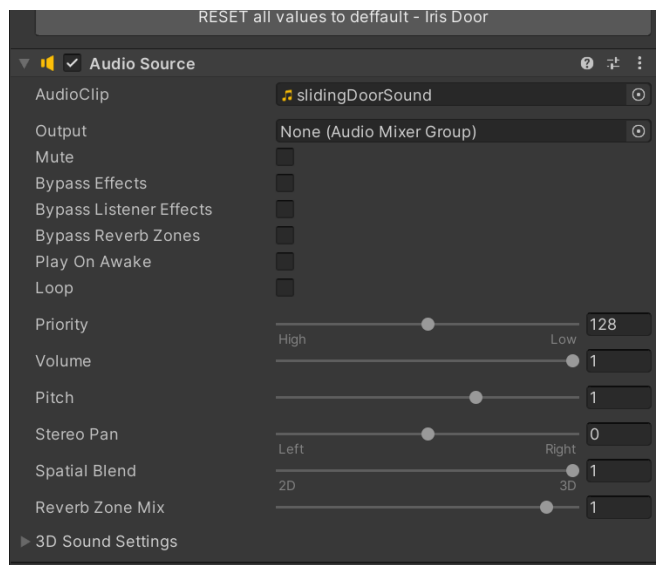 RESET all values to deffault - Iris Door
Audio Source
AudioClip slidingDoorSound
Output None (Audio Mixer Group)
Mute
Bypass Effects
Bypass Listener Effects
Bypass Reverb Zones
Play On Awake
Loop
Priority 128
High Low
Volume 1
Pitch 1
Stereo Pan 0
Left Right
Spatial Blend 1
2D 3D
Reverb Zone Mix 1
3D Sound Settings